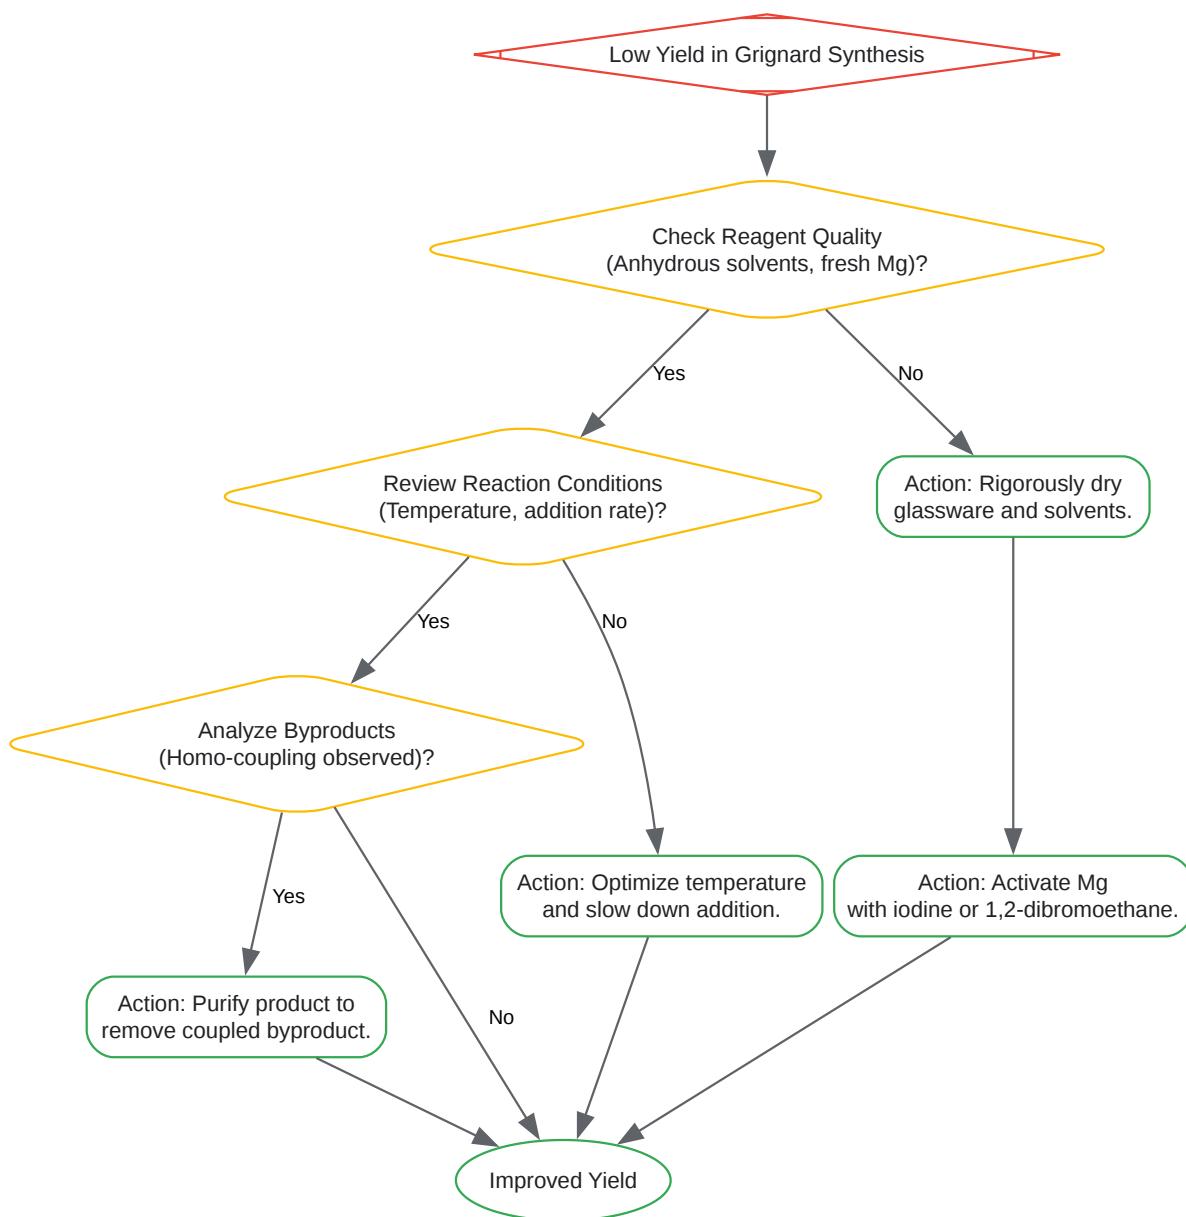 Low Yield in Grignard Synthesis
Check Reagent Quality
(Anhydrous solvents, fresh Mg)?
Yes
No
Review Reaction Conditions
(Temperature, addition rate)?
Action: Rigorously dry
glassware and solvents.
Yes
No
Analyze Byproducts
(Homo-coupling observed)?
Action: Optimize temperature
and slow down addition.
Action: Activate Mg
with iodine or 1,2-dibromoethane.
Yes
No
Action: Purify product to
remove coupled byproduct.
Improved Yield